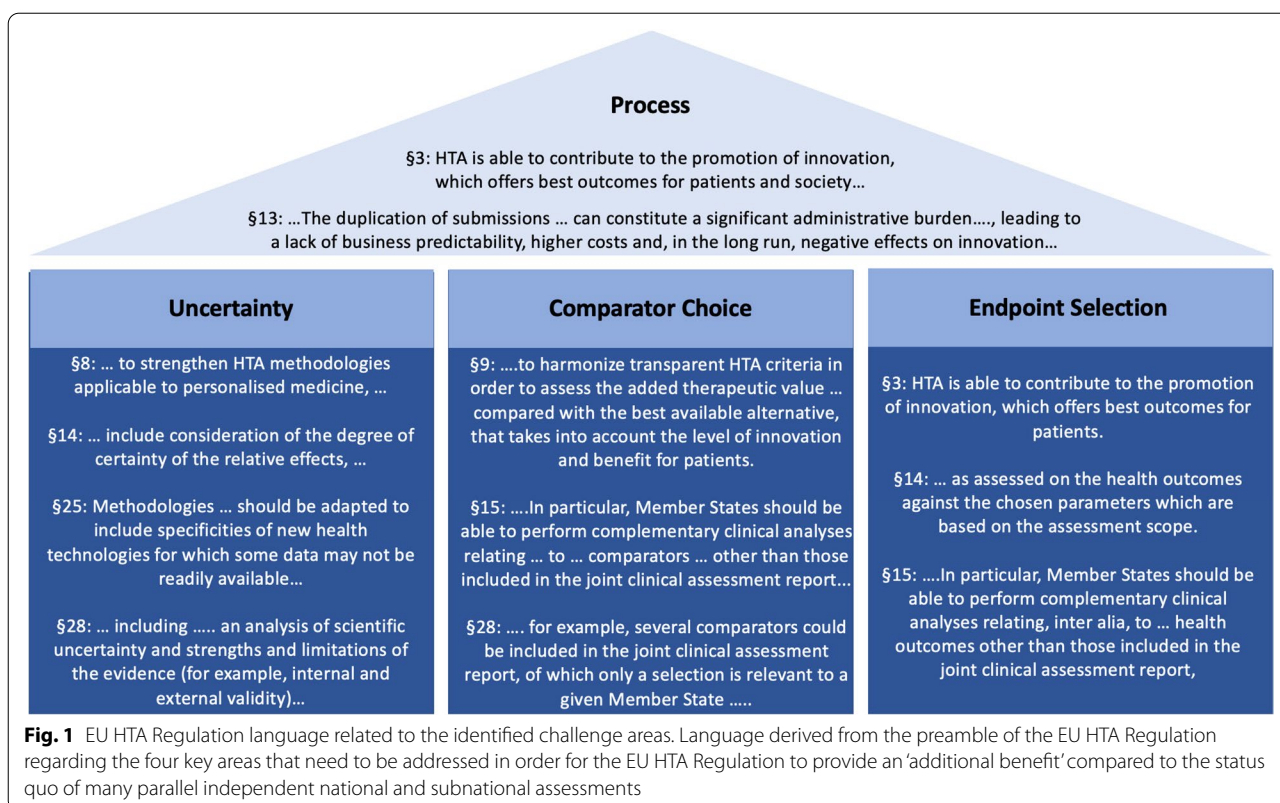 Process
§3: HTA is able to contribute to the promotion of innovation,
which offers best outcomes for patients and society…
§13: …The duplication of submissions … can constitute a significant administrative burden…., leading to
a lack of business predictability, higher costs and, in the long run, negative effects on innovation…
Uncertainty
§8: … to strengthen HTA methodologies
applicable to personalised medicine, …
§14: … include consideration of the degree of
certainty of the relative effects, …
§25: Methodologies … should be adapted to
include specificities of new health
technologies for which some data may not be
readily available…
§28: … including ….. an analysis of scientific
uncertainty and strengths and limitations of
the evidence (for example, internal and
external validity)…
Comparator Choice
§9: ….to harmonize transparent HTA criteria in
order to assess the added therapeutic value …
compared with the best available alternative,
that takes into account the level of innovation
and benefit for patients.
§15: ….In particular, Member States should be
able to perform complementary clinical analyses
relating … to … comparators … other than those
included in the joint clinical assessment report...
§28: …. for example, several comparators could
be included in the joint clinical assessment
report, of which only a selection is relevant to a
given Member State …..
Endpoint Selection
§3: HTA is able to contribute to the promotion
of innovation, which offers best outcomes for
patients.
§14: … as assessed on the health outcomes
against the chosen parameters which are
based on the assessment scope.
§15: ….In particular, Member States should be
able to perform complementary clinical
analyses relating, inter alia, to … health
outcomes other than those included in the
joint clinical assessment report,
Fig. 1 EU HTA Regulation language related to the identified challenge areas. Language derived from the preamble of the EU HTA Regulation
regarding the four key areas that need to be addressed in order for the EU HTA Regulation to provide an ‘additional benefit’ compared to the status
quo of many parallel independent national and subnational assessments